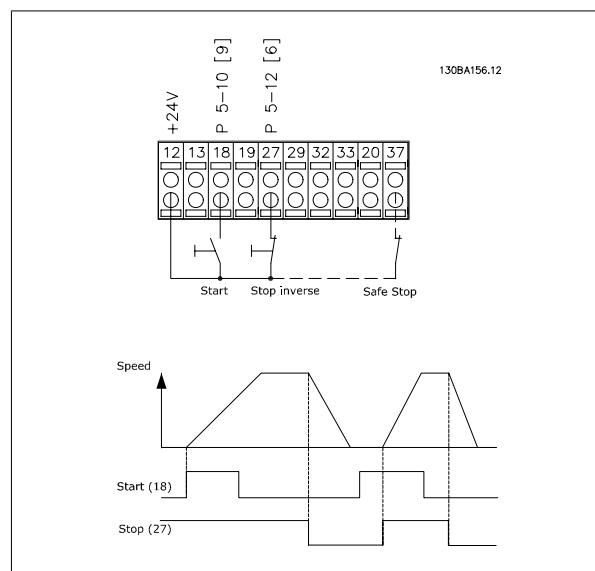 +24V
P 5-10 [9]
P 5-12 [6]
130BA156.12
12 13 18 19 27 29 32 33 20 37
Start Stop inverse Safe Stop
Speed
Start (18)
Stop (27)